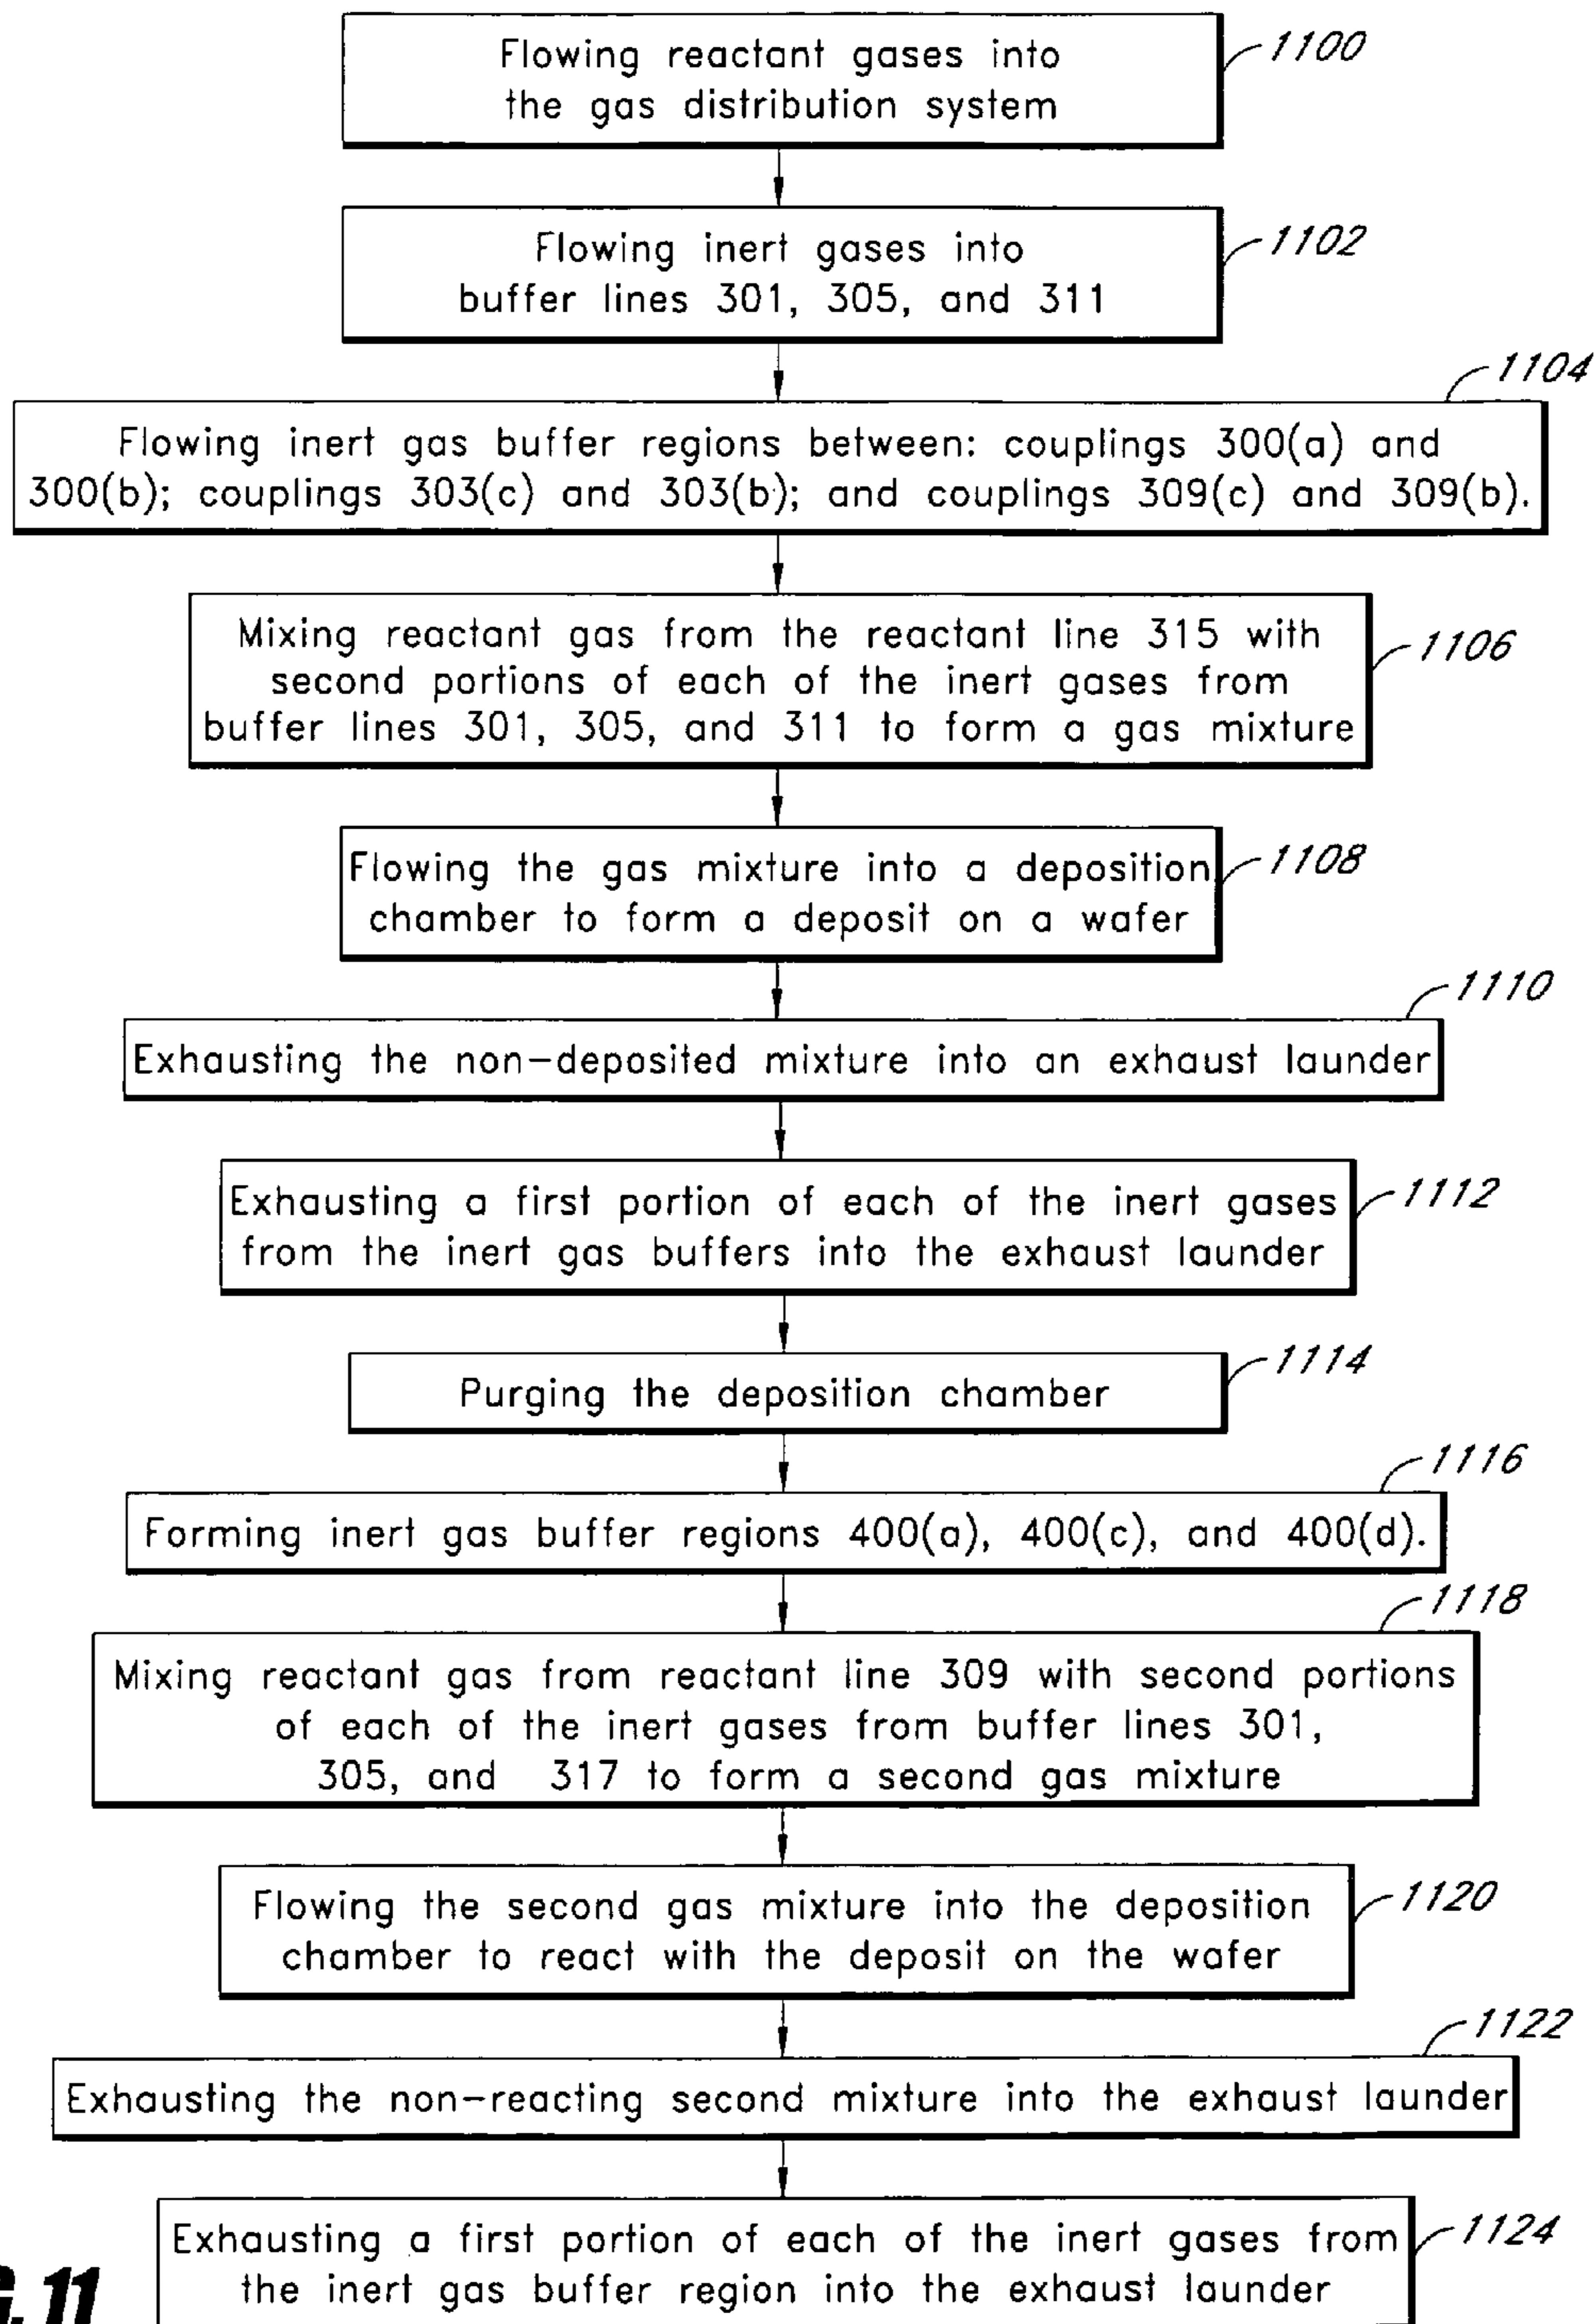 Flowing reactant gases into
the gas distribution system
1100
Flowing inert gases into
buffer lines 301, 305, and 311
1102
1104
Flowing inert gas buffer regions between: couplings 300(a) and
300(b); couplings 303(c) and 303(b); and couplings 309(c) and 309(b).
Mixing reactant gas from the reactant line 315 with
second portions of each of the inert gases from
buffer lines 301, 305, and 311 to form a gas mixture
1106
Flowing the gas mixture into a deposition
chamber to form a deposit on a wafer
1108
1110
Exhausting the non-deposited mixture into an exhaust launder
Exhausting a first portion of each of the inert gases
from the inert gas buffers into the exhaust launder
1112
Purging the deposition chamber
1114
1116
Forming inert gas buffer regions 400(a), 400(c), and 400(d).
1118
Mixing reactant gas from reactant line 309 with second portions
of each of the inert gases from buffer lines 301,
305, and 317 to form a second gas mixture
Flowing the second gas mixture into the deposition
chamber to react with the deposit on the wafer
1120
1122
Exhausting the non-reacting second mixture into the exhaust launder
Exhausting a first portion of each of the inert gases from
the inert gas buffer region into the exhaust launder
1124
11